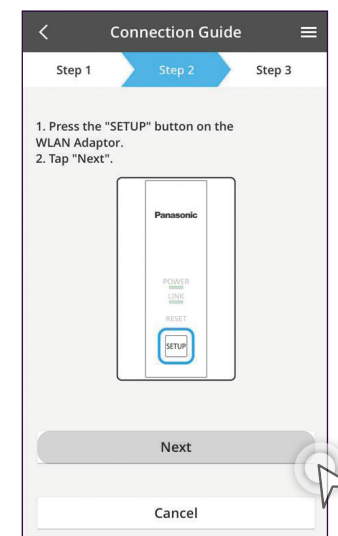 Connection Guide
Step 1 Step 2 Step 3
1. Press the "SETUP" button on the
WLAN Adaptor.
2. Tap "Next".
Panasonic
POWER
LINK
RESET
SETUP
Next
Cancel